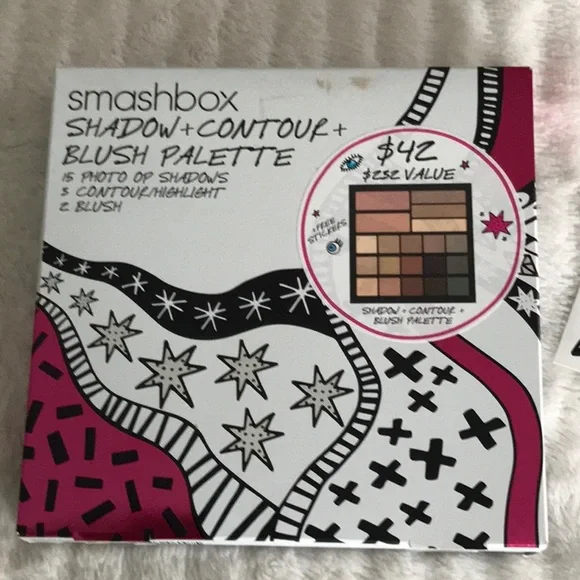 smashbox
SHADOW + CONTOUR +
BLUSH PALETTE
15 PHOTO OP SHADOWS
3 CONTOUR/HIGHLIGHT
2 BLUSH
$42
$232 VALUE
+FREE
STICKERS
SHADOW + CONTOUR +
BLUSH PALETTE